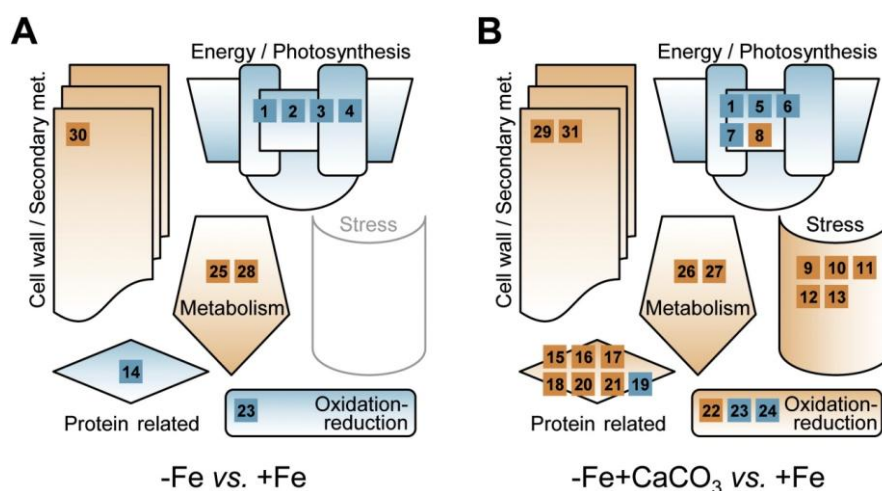 A
Energy / Photosynthesis
Cell wall / Secondary met.
30
1 2 3 4
Stress
25 28
Metabolism
14
Protein related
23
Oxidation-
reduction
-Fe vs. +Fe
B
Energy / Photosynthesis
Cell wall / Secondary met.
29 31
1 5 6
7 8
Stress
9 10 11
12 13
26 27
Metabolism
15 16 17
18 20 21 19
Protein related
22 23 24
Oxidation-
reduction
-Fe+CaCO₃ vs. +Fe